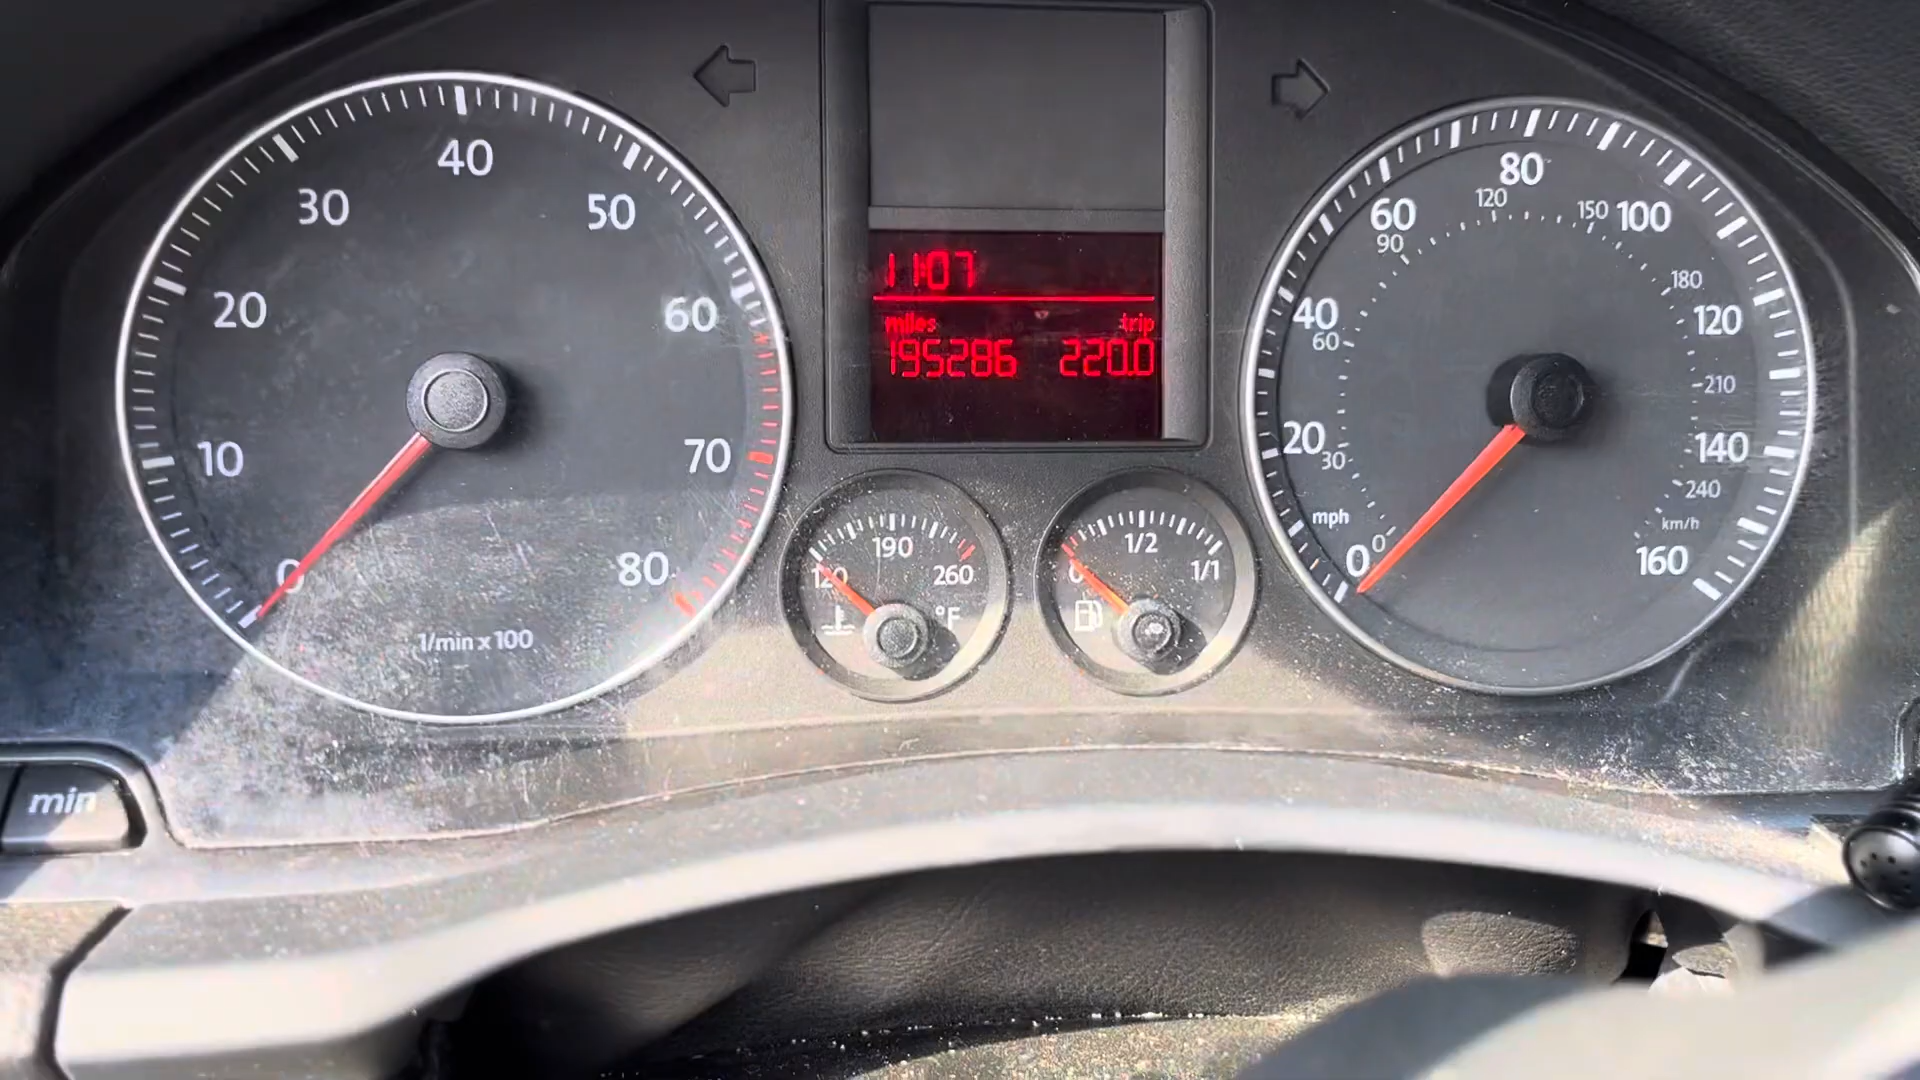 1107
miles trip
195286 220.0
0 10 20 30 40 50 60 70 80
1/min x 100
120 190 260
°F
0 1/2 1/1
0 20 40 60 80 100 120 140 160
mph
0 30 60 90 120 150 180 210 240
km/h
min